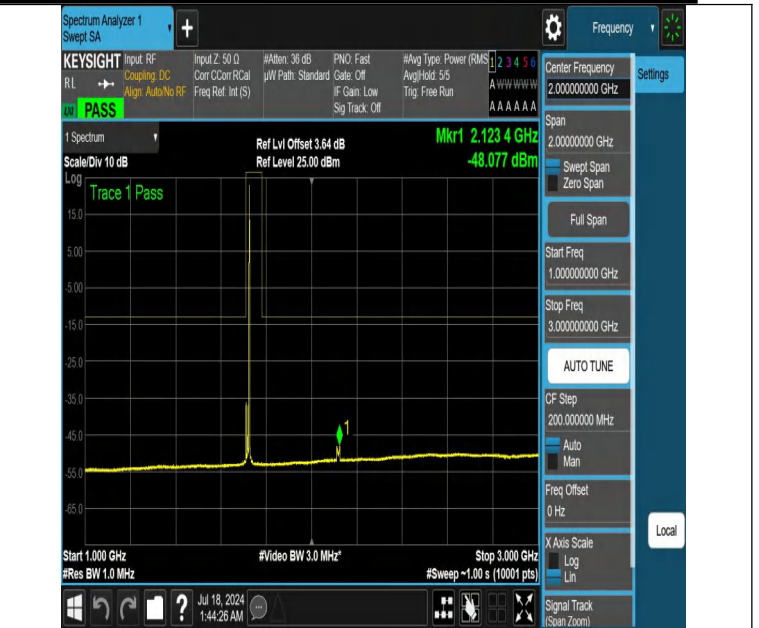 Spectrum Analyzer 1
Swept SA
+
Frequency
KEYSIGHT
RL
PASS
Input: RF
Coupling: DC
Align: Auto/No RF
Input Z: 50 Ω
Corr CCorr RCal
Freq Ref: Int (S)
#Atten: 36 dB
µW Path: Standard
PNO: Fast
Gate: Off
IF Gain: Low
Sig Track: Off
#Avg Type: Power (RMS
Avg|Hold: 5/5
Trig: Free Run
1 2 3 4 5 6
A W W W W W
A A A A A A
Center Frequency
2.000000000 GHz
Settings
Span
2.00000000 GHz
Swept Span
Zero Span
Full Span
Start Freq
1.000000000 GHz
Stop Freq
3.000000000 GHz
AUTO TUNE
CF Step
200.000000 MHz
Auto
Man
Freq Offset
0 Hz
X Axis Scale
Log
Lin
Local
Signal Track
(Span Zoom)
1 Spectrum
Scale/Div 10 dB
Log
Ref Lvl Offset 3.64 dB
Ref Level 25.00 dBm
Mkr1 2.123 4 GHz
-48.077 dBm
Trace 1 Pass
15.0
5.00
-5.00
-15.0
-25.0
-35.0
-45.0
-55.0
-65.0
1
Start 1.000 GHz
#Res BW 1.0 MHz
#Video BW 3.0 MHz*
Stop 3.000 GHz
#Sweep ~1.00 s (10001 pts)
?
Jul 18, 2024
1:44:26 AM